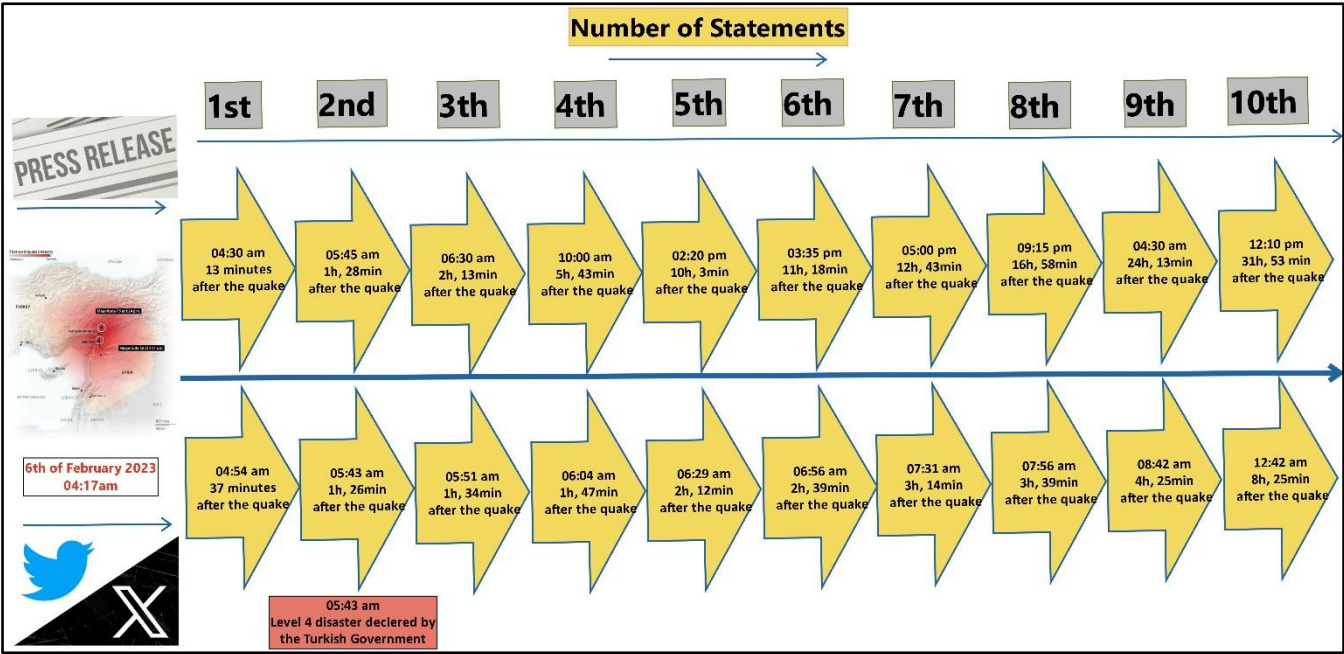 Number of Statements
1st 2nd 3th 4th 5th 6th 7th 8th 9th 10th
PRESS RELEASE
04:30 am
13 minutes
after the quake
05:45 am
1h, 28min
after the quake
06:30 am
2h, 13min
after the quake
10:00 am
5h, 43min
after the quake
02:20 pm
10h, 3min
after the quake
03:35 pm
11h, 18min
after the quake
05:00 pm
12h, 43min
after the quake
09:15 pm
16h, 58min
after the quake
04:30 am
24h, 13min
after the quake
12:10 pm
31h, 53 min
after the quake
6th of February 2023
04:17am
04:54 am
37 minutes
after the quake
05:43 am
1h, 26min
after the quake
05:51 am
1h, 34min
after the quake
06:04 am
1h, 47min
after the quake
06:29 am
2h, 12min
after the quake
06:56 am
2h, 39min
after the quake
07:31 am
3h, 14min
after the quake
07:56 am
3h, 39min
after the quake
08:42 am
4h, 25min
after the quake
12:42 am
8h, 25min
after the quake
05:43 am
Level 4 disaster declered by
the Turkish Government